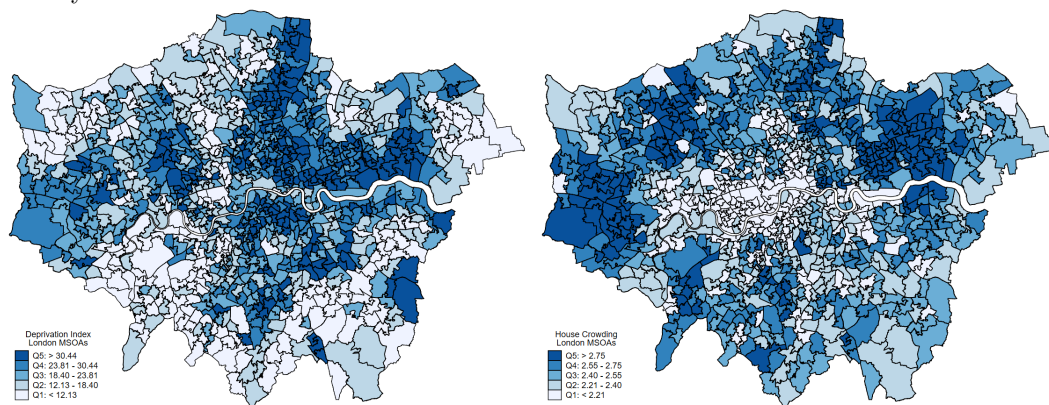 Deprivation Index
London MSOAs
Q5: > 30.44
Q4: 23.81 - 30.44
Q3: 18.40 - 23.81
Q2: 12.13 - 18.40
Q1: < 12.13
House Crowding
London MSOAs
Q5: > 2.75
Q4: 2.55 - 2.75
Q3: 2.40 - 2.55
Q2: 2.21 - 2.40
Q1: < 2.21